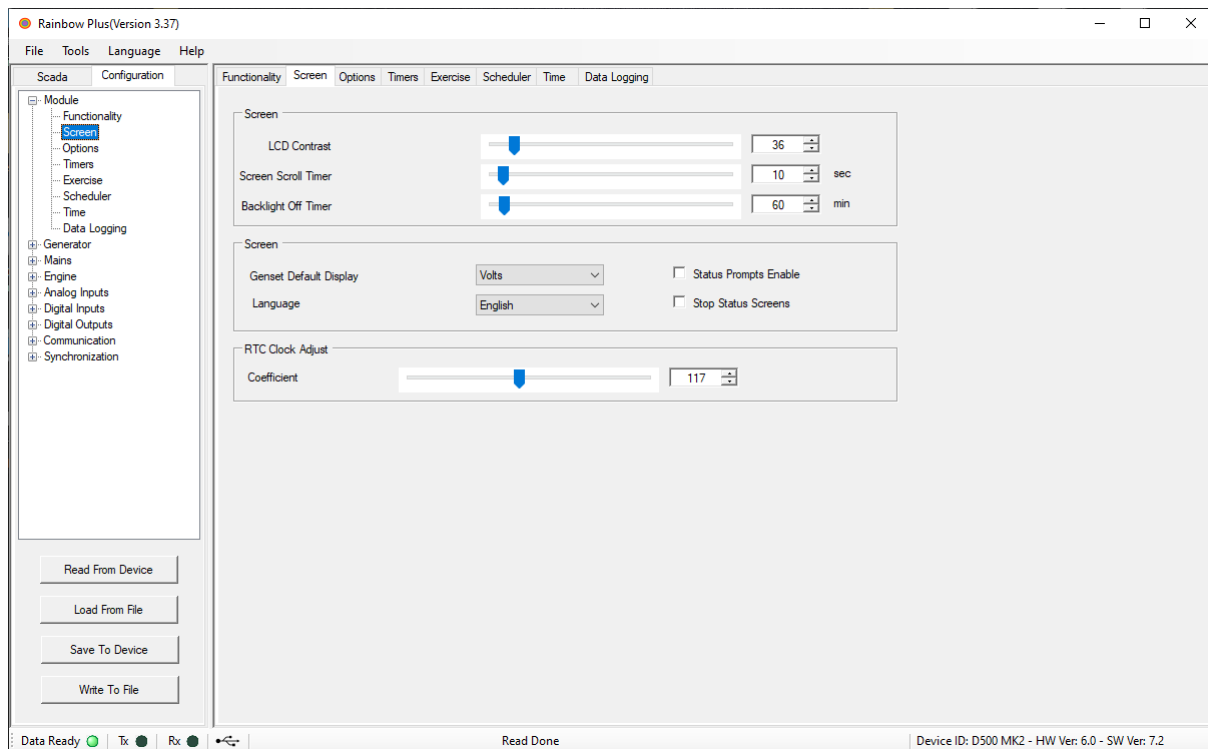 Rainbow Plus(Version 3.37)
File Tools Language Help
Scada Configuration
Module
Functionality
Screen
Options
Timers
Exercise
Scheduler
Time
Data Logging
Generator
Mains
Engine
Analog Inputs
Digital Inputs
Digital Outputs
Communication
Synchronization
Read From Device
Load From File
Save To Device
Write To File
Functionality Screen Options Timers Exercise Scheduler Time Data Logging
Screen
LCD Contrast 36
Screen Scroll Timer 10 sec
Backlight Off Timer 60 min
Screen
Genset Default Display Volts Status Prompts Enable
Language English Stop Status Screens
RTC Clock Adjust
Coefficient 117
Data Ready Tx Rx Read Done Device ID: D500 MK2 - HW Ver: 6.0 - SW Ver: 7.2